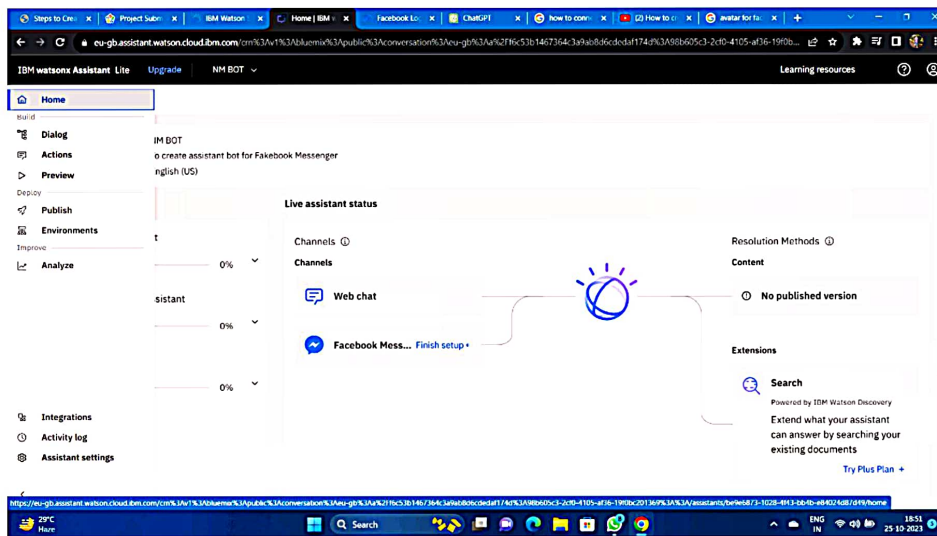 Steps to Crea
Project Subm
IBM Watson
Home | IBM w
Facebook Lo
ChatGPT
how to conn
(2) How to cr
avatar for fac
IBM watsonx Assistant Lite
Upgrade
NM BOT
Learning resources
Home
Build
Dialog
Actions
Preview
Deploy
Publish
Environments
Improve
Analyze
Integrations
Activity log
Assistant settings
IM BOT
o create assistant bot for Fakebook Messenger
nglish (US)
t
0%
sistant
0%
0%
Live assistant status
Channels
Channels
Web chat
Facebook Mess... Finish setup
Resolution Methods
Content
No published version
Extensions
Search
Powered by IBM Watson Discovery
Extend what your assistant
can answer by searching your
existing documents
Try Plus Plan +
29°C
Haze
Search
ENG
IN
18:51
25-10-2023